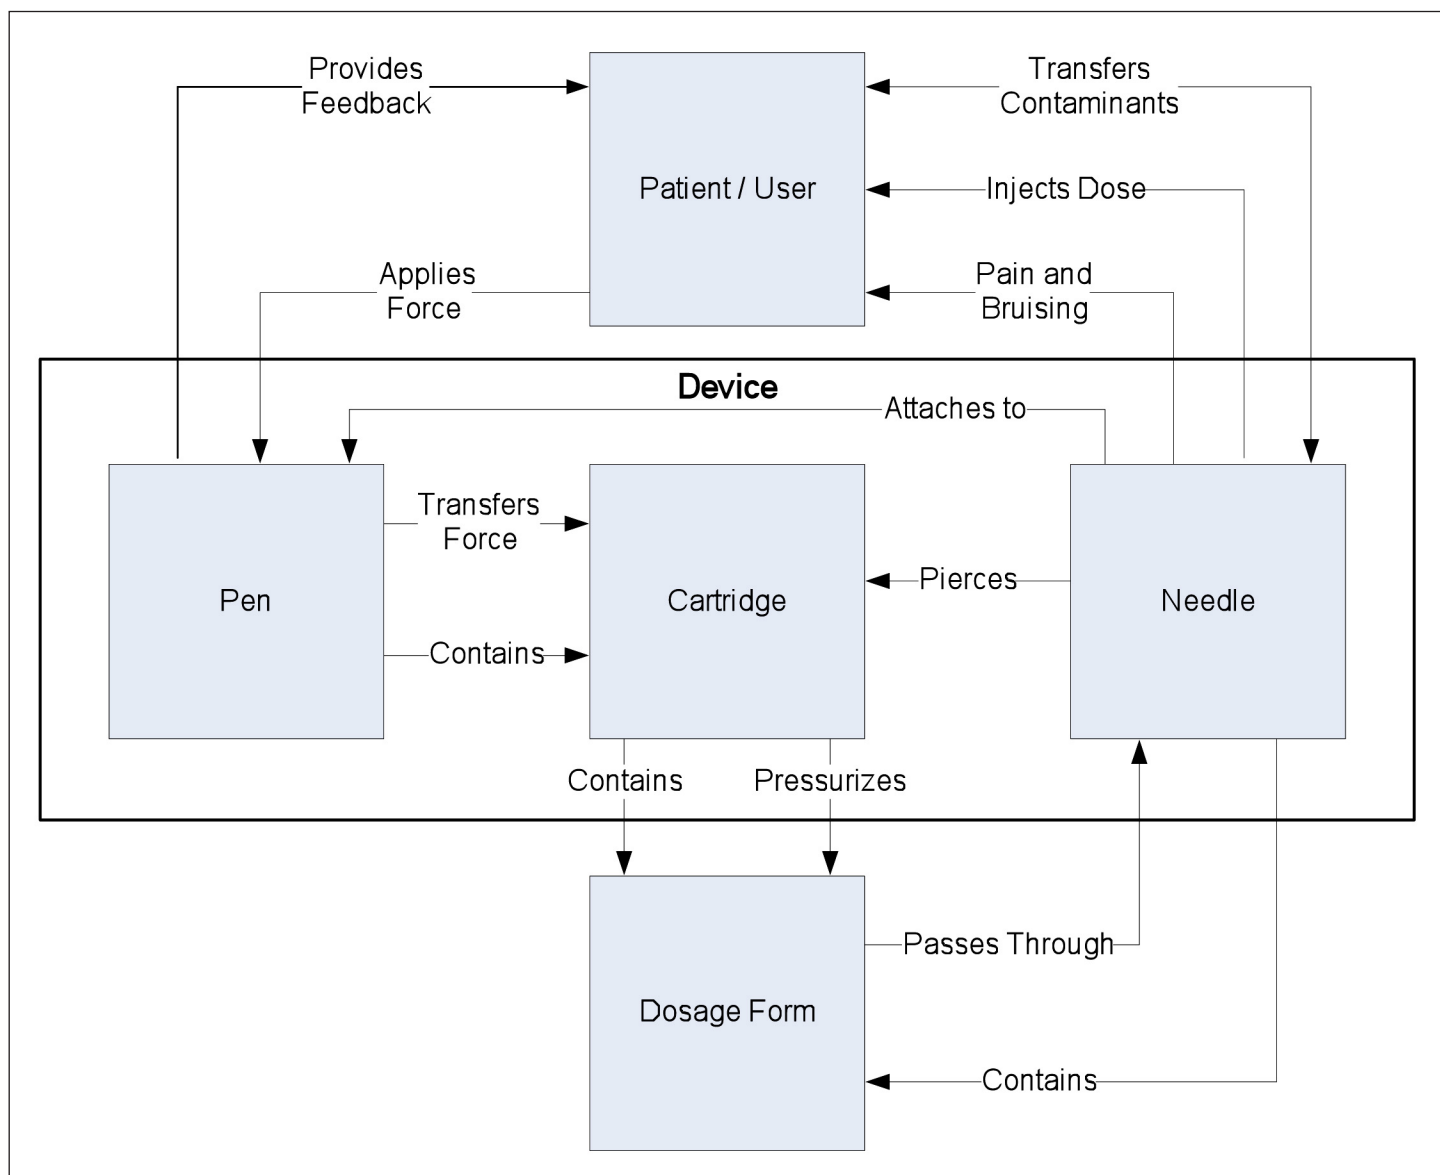 Provides
Feedback
Transfers
Contaminants
Patient / User
Injects Dose
Applies
Force
Pain and
Bruising
Device
Attaches to
Transfers
Force
Pierces
Pen
Cartridge
Needle
Contains
Contains
Pressurizes
Passes Through
Dosage Form
Contains